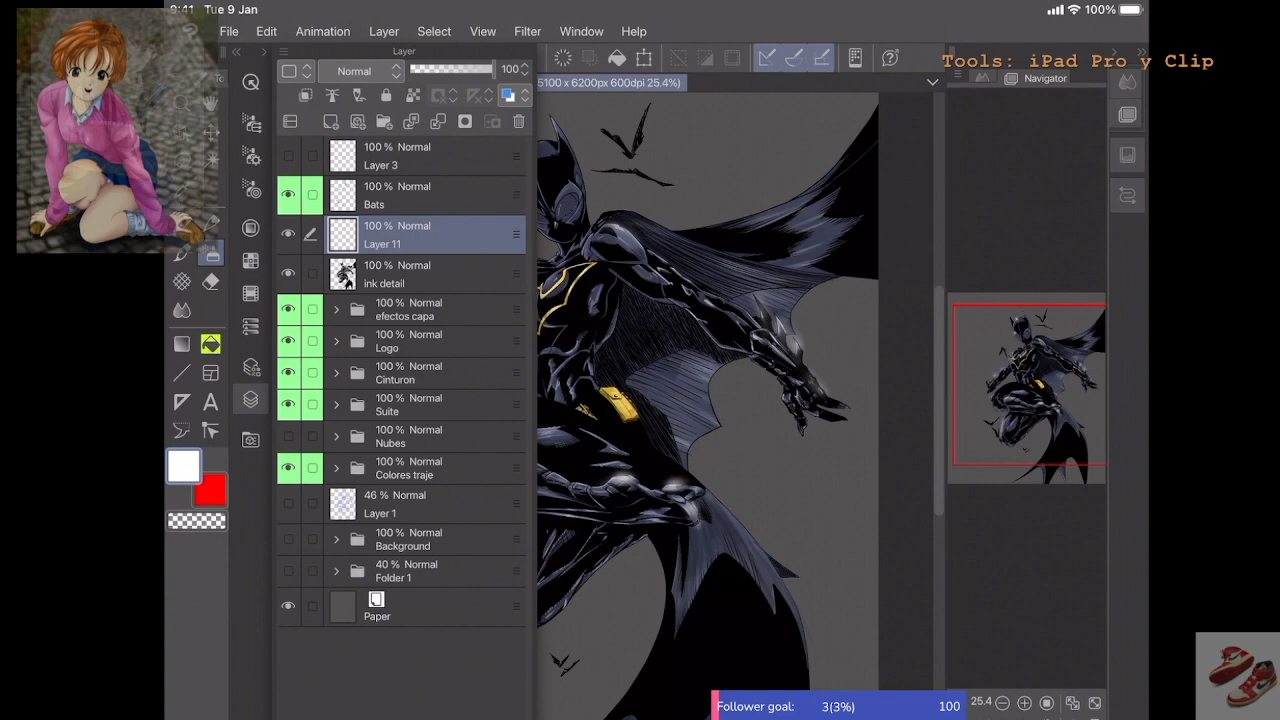 9:41 Tue 9 Jan
100%
File Edit Animation Layer Select View Filter Window Help
Layer
Normal 100
5100 x 6200px 600dpi 25.4%)
Tools: iPad Pro y Clip
Navigator
100 % Normal
Layer 3
100 % Normal
Bats
100 % Normal
Layer 11
100 % Normal
ink detail
100 % Normal
efectos capa
100 % Normal
Logo
100 % Normal
Cinturon
100 % Normal
Suite
100 % Normal
Nubes
100 % Normal
Colores traje
46 % Normal
Layer 1
100 % Normal
Background
40 % Normal
Folder 1
Paper
25.4
Follower goal: 3(3%) 100